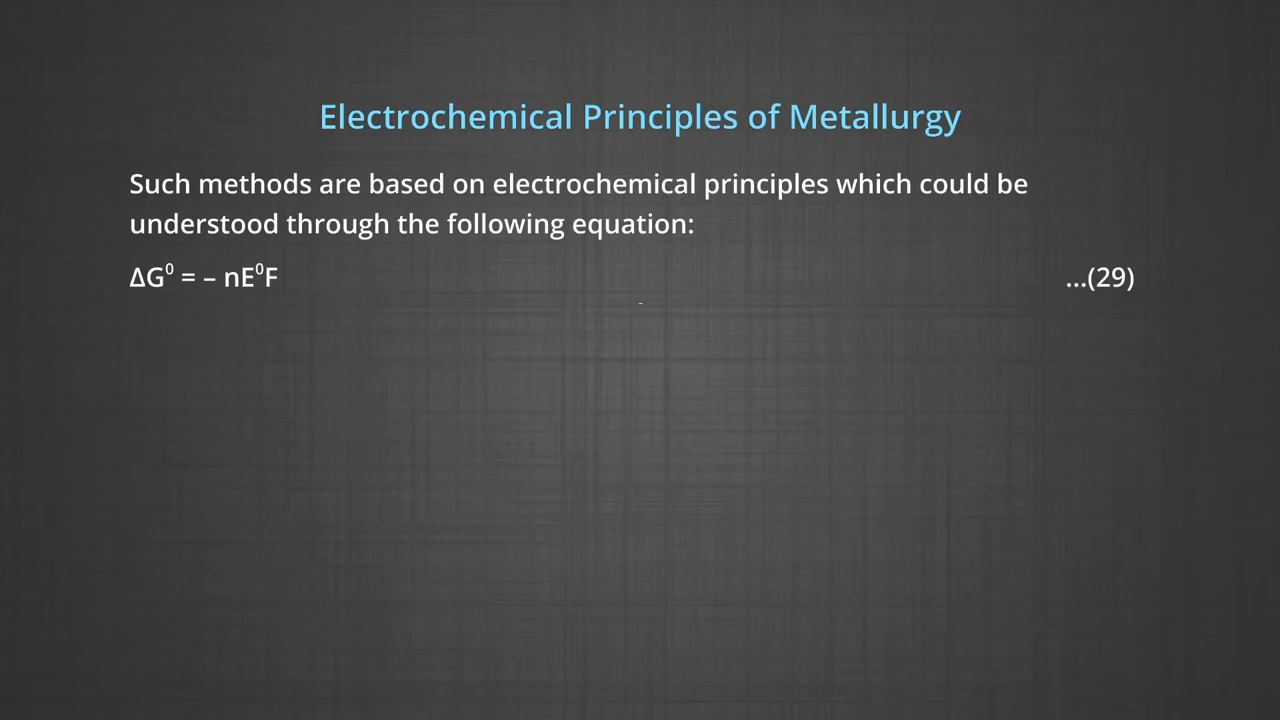 Electrochemical Principles of Metallurgy
Such methods are based on electrochemical principles which could be
understood through the following equation:
ΔG⁰ = – nE⁰F ...(29)